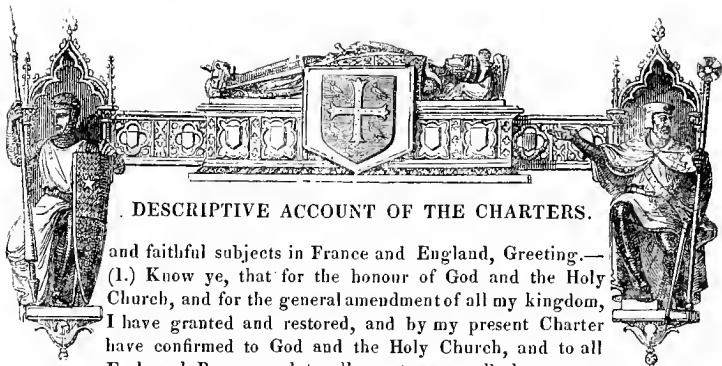 DESCRIPTIVE ACCOUNT OF THE CHARTERS.
and faithful subjects in France and England, Greeting.—
(1.) Know ye, that for the honour of God and the Holy
Church, and for the general amendment of all my kingdom,
I have granted and restored, and by my present Charter
have confirmed to God and the Holy Church, and to all